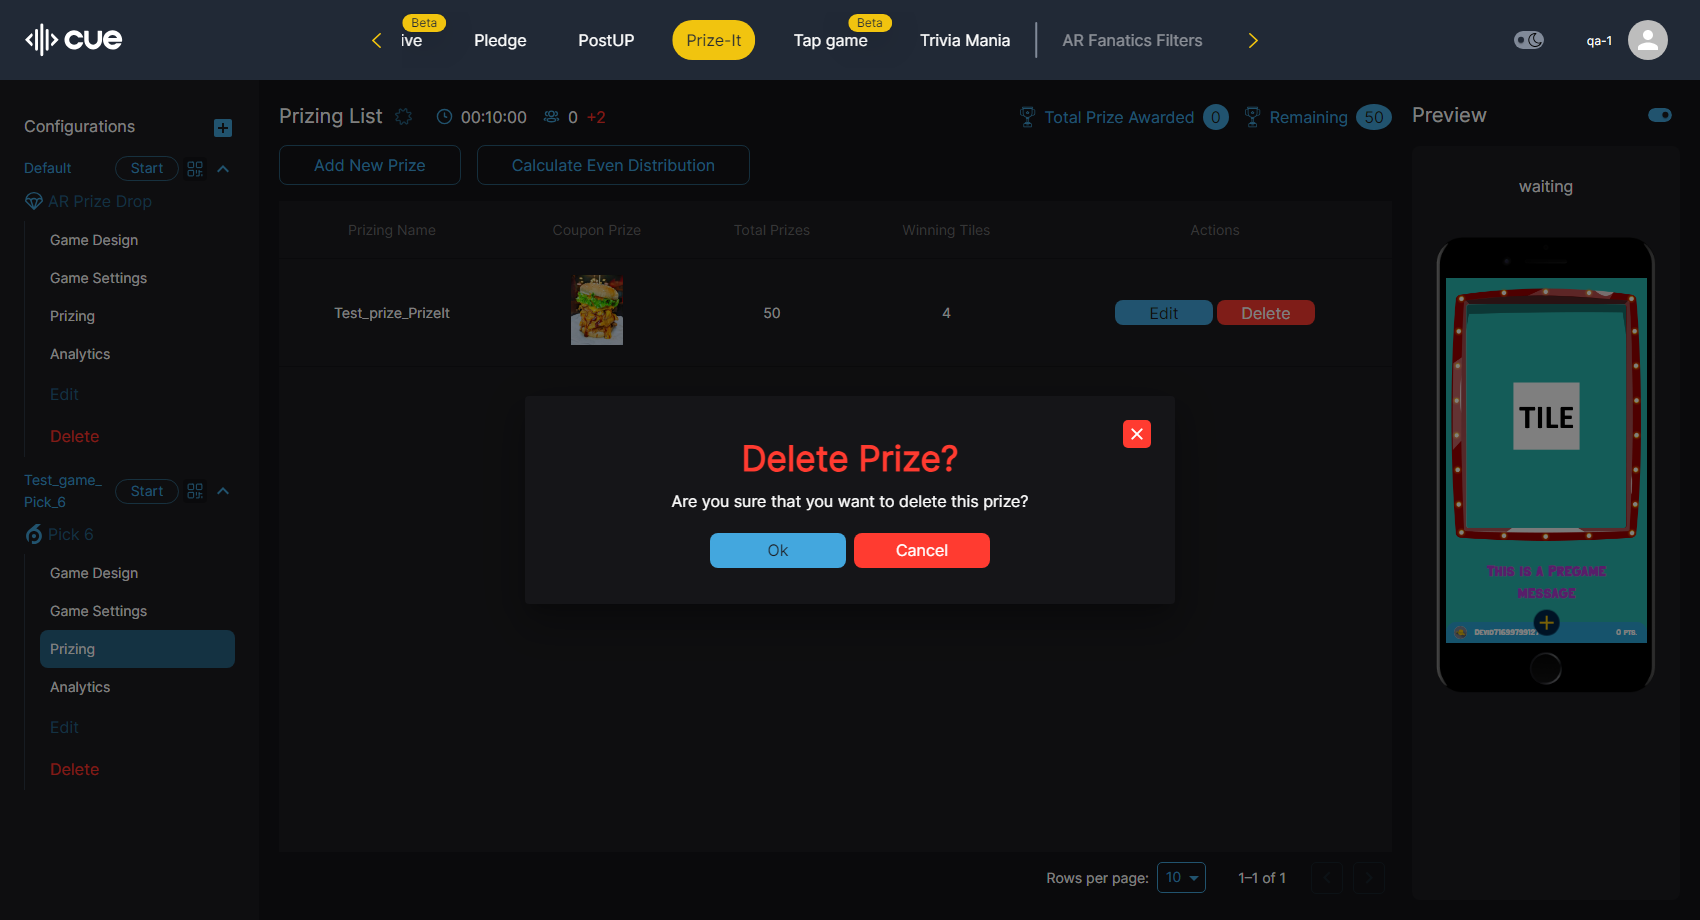 cue
Beta
ive
Pledge
PostUP
Prize-It
Beta
Tap game
Trivia Mania
AR Fanatics Filters
qa-1
Configurations
Default
Start
AR Prize Drop
Game Design
Game Settings
Prizing
Analytics
Edit
Delete
Test_game_
Pick_6
Start
Pick 6
Game Design
Game Settings
Prizing
Analytics
Edit
Delete
Prizing List
00:10:00
0 +2
Total Prize Awarded 0
Remaining 50
Add New Prize
Calculate Even Distribution
Prizing Name Coupon Prize Total Prizes Winning Tiles Actions
Test_prize_PrizeIt 50 4 Edit Delete
Delete Prize?
Are you sure that you want to delete this prize?
Ok Cancel
Rows per page: 10 1–1 of 1
Preview
waiting
TILE
THIS IS A PREGAME
MESSAGE
0 PTS.